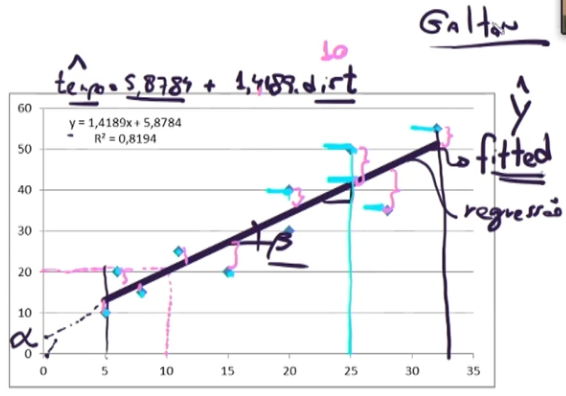 Galton
10
tempo = 5,8784 + 1,4189.dist
ŷ
y = 1,4189x + 5,8784
R² = 0,8194
fitted
regressão
β
α
60
50
40
30
20
10
0
0 5 10 15 20 25 30 35